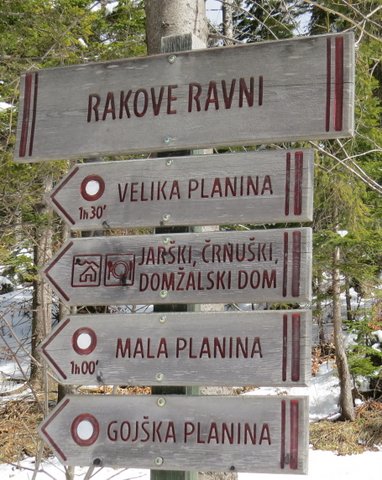 RAKOVE RAVNI
VELIKA PLANINA
1h30'
JARŠKI, ČRNUŠKI,
DOMŽALSKI DOM
MALA PLANINA
1h00'
GOJŠKA PLANINA